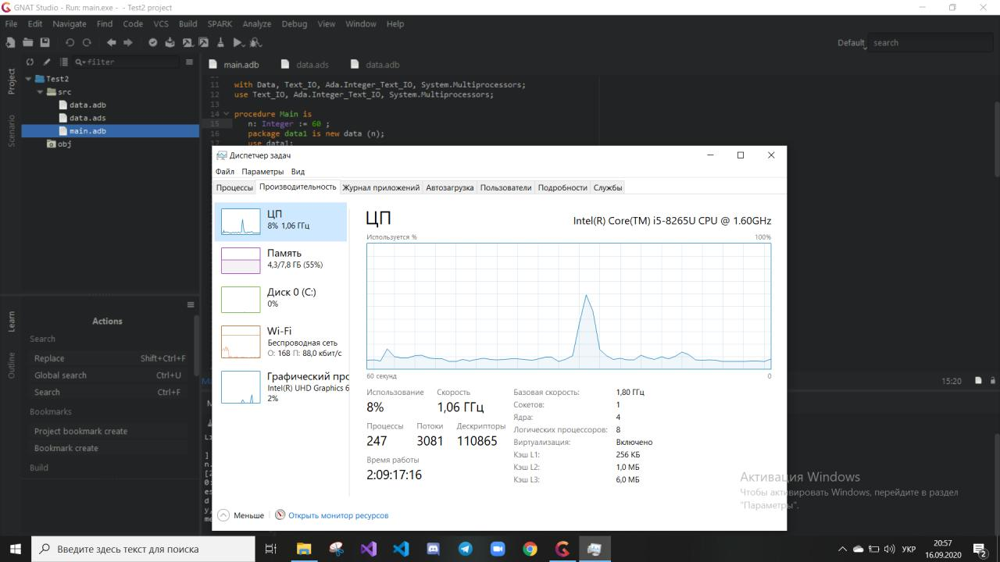 GNAT Studio - Run: main.exe - - Test2 project
File Edit Navigate Find Code VCS Build SPARK Analyze Debug View Window Help
Default search
filter
main.adb data.ads data.adb
Project
Scenario
Test2
src
data.adb
data.ads
main.adb
obj
11 with Data, Text_IO, Ada.Integer_Text_IO, System.Multiprocessors;
12 use Text_IO, Ada.Integer_Text_IO, System.Multiprocessors;
13
14 procedure Main is
15 n: Integer := 60 ;
16 package data1 is new data (n);
17 use data1;
Диспетчер задач
Файл Параметры Вид
Процессы Производительность Журнал приложений Автозагрузка Пользователи Подробности Службы
ЦП
8% 1,06 ГГц
Память
4,3/7,8 ГБ (55%)
Диск 0 (C:)
0%
Wi-Fi
Беспроводная сеть
О: 168 П: 88,0 кбит/с
Графический про
Intel(R) UHD Graphics 6
2%
ЦП
Intel(R) Core(TM) i5-8265U CPU @ 1.60GHz
Используется %
100%
60 секунд
0
Использование Скорость
8% 1,06 ГГц
Процессы Потоки Дескрипторы
247 3081 110865
Время работы
2:09:17:16
Базовая скорость: 1,80 ГГц
Сокетов: 1
Ядра: 4
Логических процессоров: 8
Виртуализация: Включено
Кэш L1: 256 КБ
Кэш L2: 1,0 МБ
Кэш L3: 6,0 МБ
Меньше
Открыть монитор ресурсов
Learn
Outline
Actions
Search
Replace Shift+Ctrl+F
Global search Ctrl+U
Search Ctrl+F
Bookmarks
Project bookmark create
Bookmark create
Build
15:20
Активация Windows
Чтобы активировать Windows, перейдите в раздел
"Параметры".
Введите здесь текст для поиска
УКР
20:57
16.09.2020
2